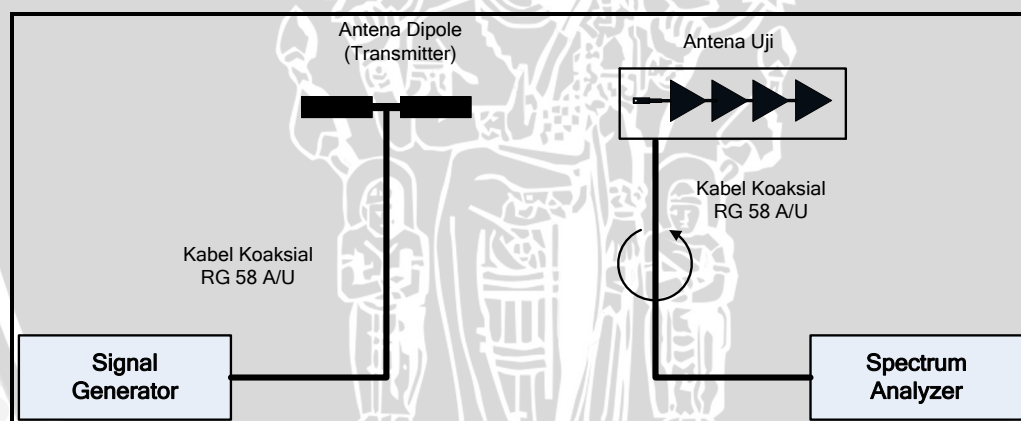 Antena Dipole
(Transmitter)
Antena Uji
Kabel Koaksial
RG 58 A/U
Kabel Koaksial
RG 58 A/U
Signal
Generator
Spectrum
Analyzer